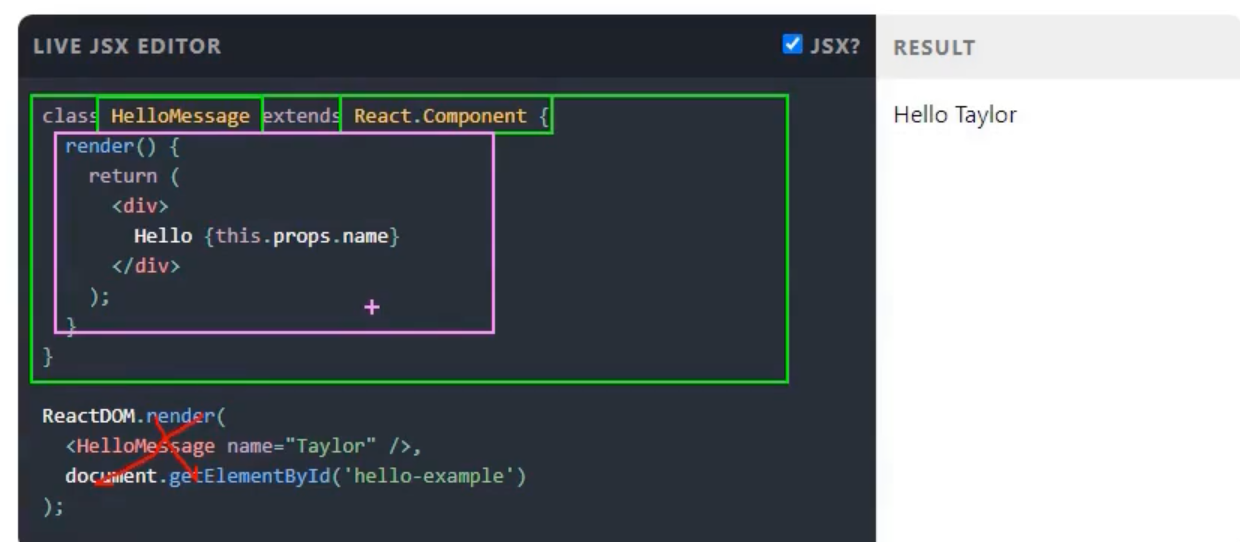 LIVE JSX EDITOR
JSX?
RESULT
class HelloMessage extends React.Component {
render() {
return (
<div>
Hello {this.props.name}
</div>
);
}
}
ReactDOM.render(
<HelloMessage name="Taylor" />,
document.getElementById('hello-example')
);
Hello Taylor